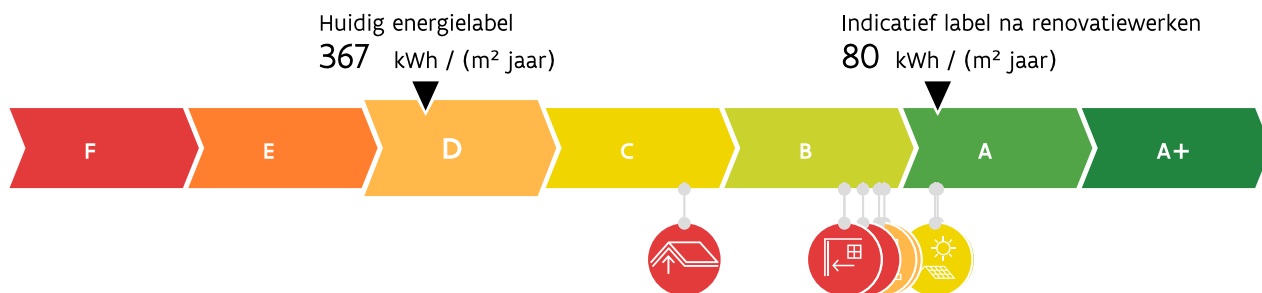 Huidig energielabel
367 kWh / (m² jaar)
Indicatief label na renovatiewerken
80 kWh / (m² jaar)
F
E
D
C
B
A
A+